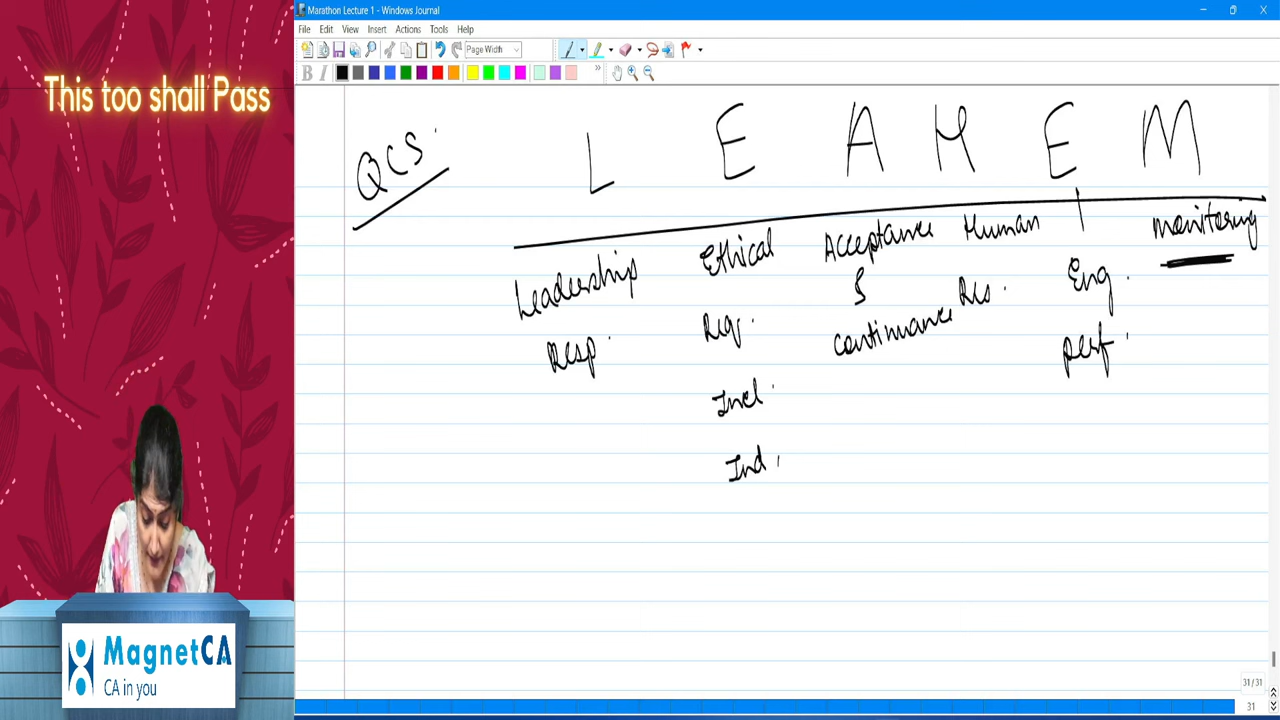 This too shall Pass
MagnetCA
CA in you
Marathon Lecture 1 - Windows Journal
File Edit View Insert Actions Tools Help
Page Width
B I
QCS.
L E A H E M
Leadership Resp.
Ethical Req. Incl. Ind.
Acceptance & continuance
Human Res.
Eng. Perf.
monitoring
31/31
31